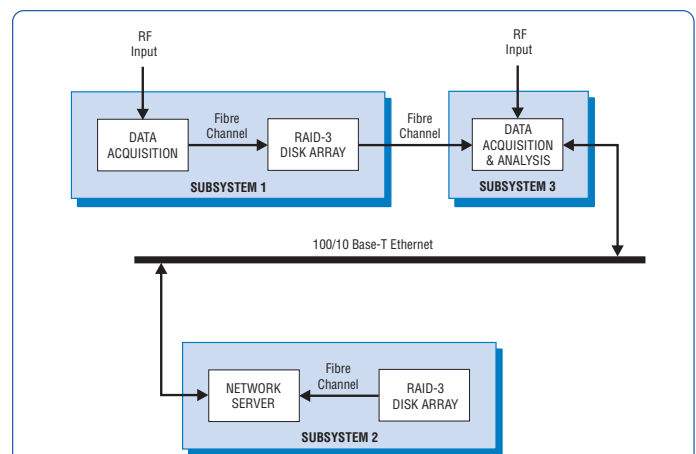 RF
Input
RF
Input
DATA
ACQUISITION
Fibre
Channel
RAID-3
DISK ARRAY
SUBSYSTEM 1
Fibre
Channel
DATA
ACQUISITION
& ANALYSIS
SUBSYSTEM 3
100/10 Base-T Ethernet
NETWORK
SERVER
Fibre
Channel
RAID-3
DISK ARRAY
SUBSYSTEM 2